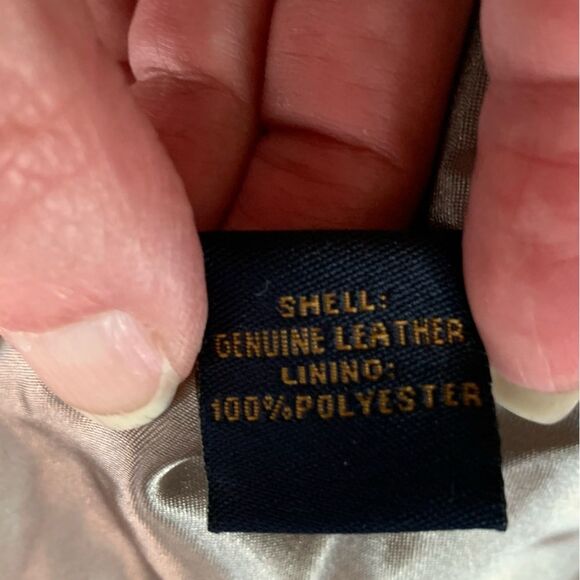 SHELL:
GENUINE LEATHER
LINING:
100%POLYESTER